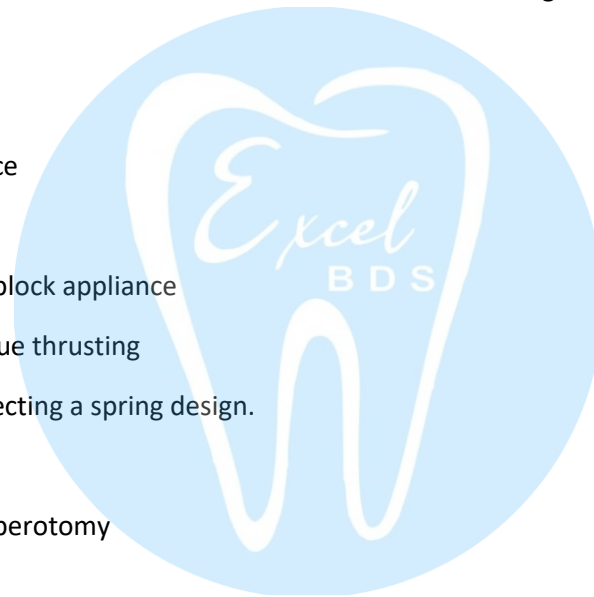 ce
block appliance
ue thrusting
ecting a spring design.
perotomy
Excel
BDS